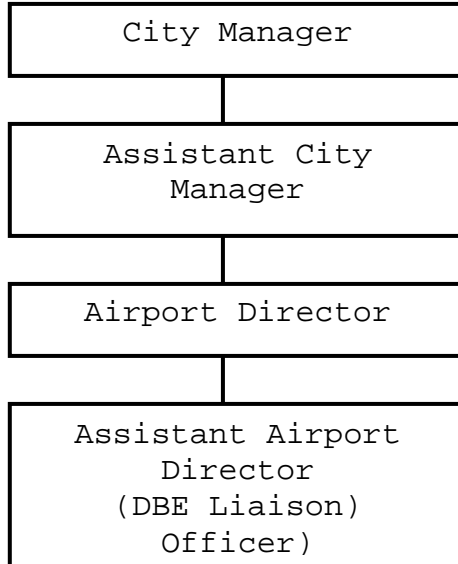 City Manager
Assistant City
Manager
Airport Director
Assistant Airport
Director
(DBE Liaison)
Officer)